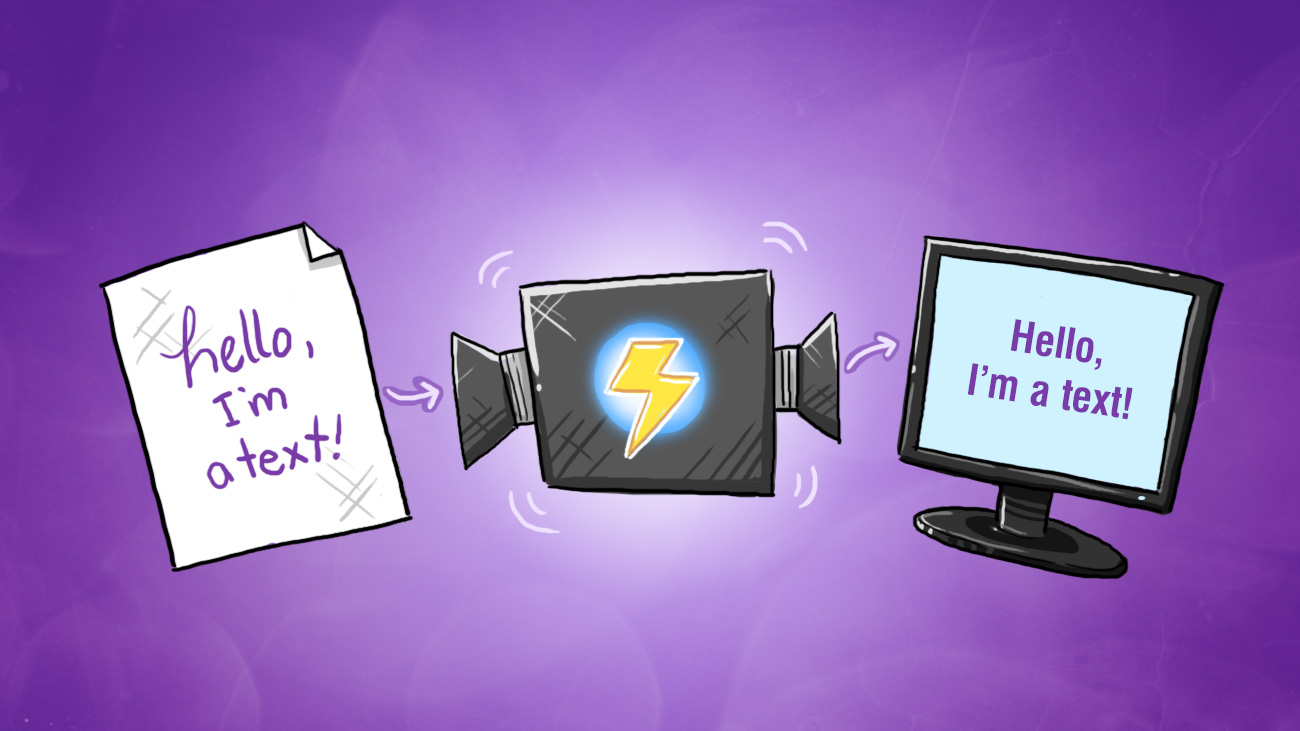 hello,
I'm
a text!
Hello,
I'm a text!